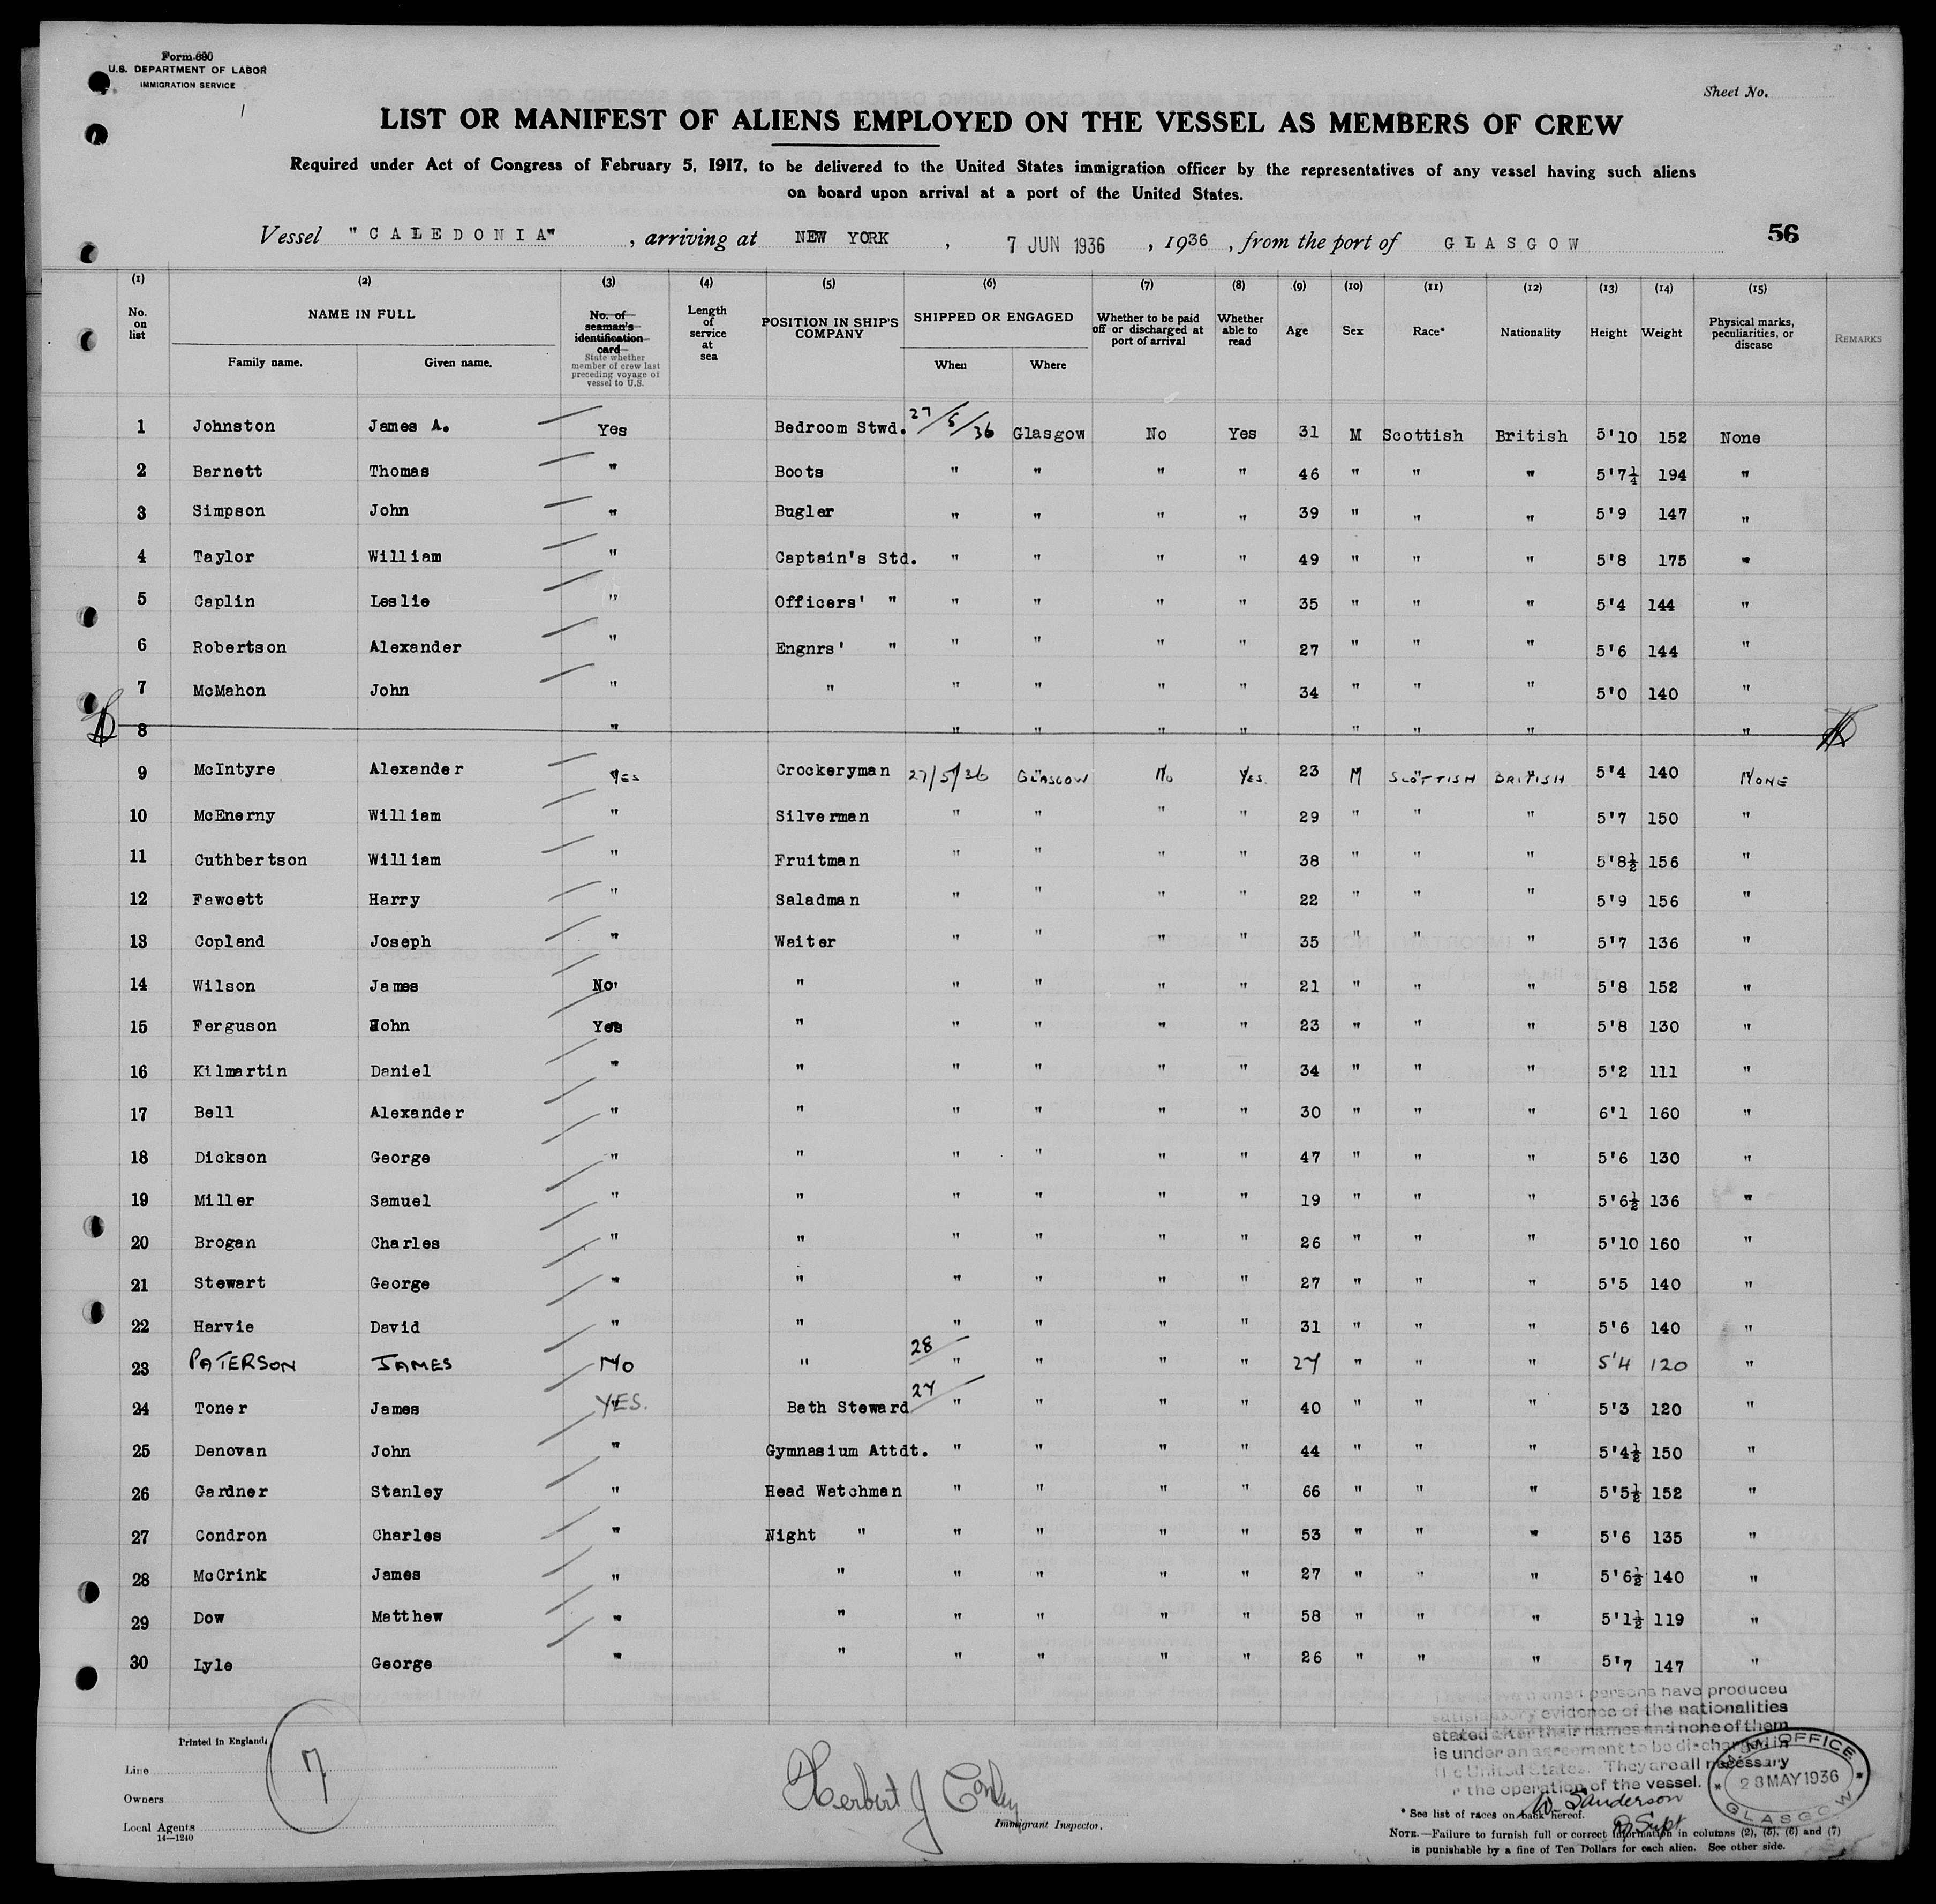 Form 680
U.S. DEPARTMENT OF LABOR
IMMIGRATION SERVICE
Sheet No.
LIST OR MANIFEST OF ALIENS EMPLOYED ON THE VESSEL AS MEMBERS OF CREW
Required under Act of Congress of February 5, 1917, to be delivered to the United States immigration officer by the representatives of any vessel having such aliens
on board upon arrival at a port of the United States.
Vessel "CALEDONIA", arriving at NEW YORK, 7 JUN 1936, 1936, from the port of GLASGOW 56
(1) (2) (3) (4) (5) (6) (7) (8) (9) (10) (11) (12) (13) (14) (15)
No. on list NAME IN FULL Family name. Given name. No. of seaman's identification card State whether member of crew last preceding voyage of vessel to U.S. Length of service at sea POSITION IN SHIP'S COMPANY SHIPPED OR ENGAGED When Where Whether to be paid off or discharged at port of arrival Whether able to read Age Sex Race* Nationality Height Weight Physical marks, peculiarities, or disease REMARKS
1 Johnston James A. Yes Bedroom Stwd. 27/5/36 Glasgow No Yes 31 M Scottish British 5'10 152 None
2 Barnett Thomas " Boots " " " " 46 " " " 5'7¼ 194 "
3 Simpson John " Bugler " " " " 39 " " " 5'9 147 "
4 Taylor William " Captain's Std. " " " " 49 " " " 5'8 175 "
5 Caplin Leslie " Officers' " " " " " 35 " " " 5'4 144 "
6 Robertson Alexander " Engnrs' " " " " " 27 " " " 5'6 144 "
7 McMahon John " " " " " " 34 " " " 5'0 140 "
8 " " " " " " " " "
9 McIntyre Alexander Yes Crockeryman 27/5/36 GLASGOW No Yes 23 M SCOTTISH BRITISH 5'4 140 NONE
10 McEnerny William " Silverman " " " " 29 " " " 5'7 150 "
11 Cuthbertson William " Fruitman " " " " 38 " " " 5'8½ 156 "
12 Fawcett Harry " Saladman " " " " 22 " " " 5'9 156 "
13 Copland Joseph " Waiter " " " " 35 " " " 5'7 136 "
14 Wilson James No " " " " " 21 " " " 5'8 152 "
15 Ferguson John Yes " " " " " 23 " " " 5'8 130 "
16 Kilmartin Daniel " " " " " " 34 " " " 5'2 111 "
17 Bell Alexander " " " " " " 30 " " " 6'1 160 "
18 Dickson George " " " " " " 47 " " " 5'6 130 "
19 Miller Samuel " " " " " " 19 " " " 5'6½ 136 "
20 Brogan Charles " " " " " " 26 " " " 5'10 160 "
21 Stewart George " " " " " " 27 " " " 5'5 140 "
22 Harvie David " " " " " " 31 " " " 5'6 140 "
23 PATERSON JAMES NO " 28 " " " " 27 " " " 5'4 120 "
24 Toner James YES. Bath Steward 27 " " " " 40 " " " 5'3 120 "
25 Denovan John " Gymnasium Attdt. " " " " 44 " " " 5'4½ 150 "
26 Gardner Stanley " Head Watchman " " " " 66 " " " 5'5½ 152 "
27 Condron Charles " Night " " " " " 53 " " " 5'6 135 "
28 McCrink James " " " " " " 27 " " " 5'6½ 140 "
29 Dow Matthew " " " " " " 58 " " " 5'1½ 119 "
30 Lyle George " " " " " " 26 " " " 5'7 147 "
named persons have produced
satisfactory evidence of the nationalities
stated after their names and none of them
is under an agreement to be discharged in
the United States. They are all necessary
the operation of the vessel.
W. Sanderson
Supt
M.M. OFFICE
28 MAY 1936
GLASGOW
Printed in England.
7
Line
Owners
Local Agents
14—1240
Herbert J Conley
Immigrant Inspector.
* See list of races on back hereof.
NOTE.—Failure to furnish full or correct information in columns (2), (5), (6) and (7)
is punishable by a fine of Ten Dollars for each alien. See other side.